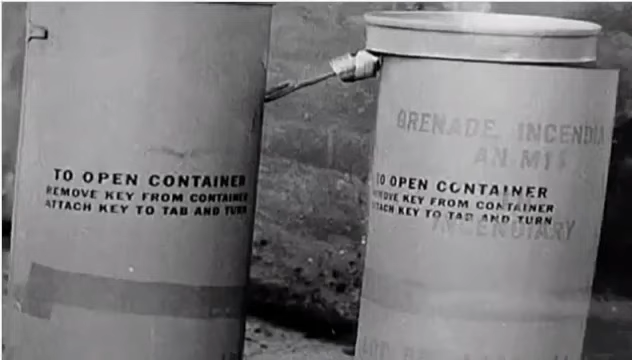 TO OPEN CONTAINER
REMOVE KEY FROM CONTAINER
ATTACH KEY TO TAB AND TURN
GRENADE, INCENDIA
AN-M
TO OPEN CONTAINER
REMOVE KEY FROM CONTAINER
ATTACH KEY TO TAB AND TURN
INCENDIARY